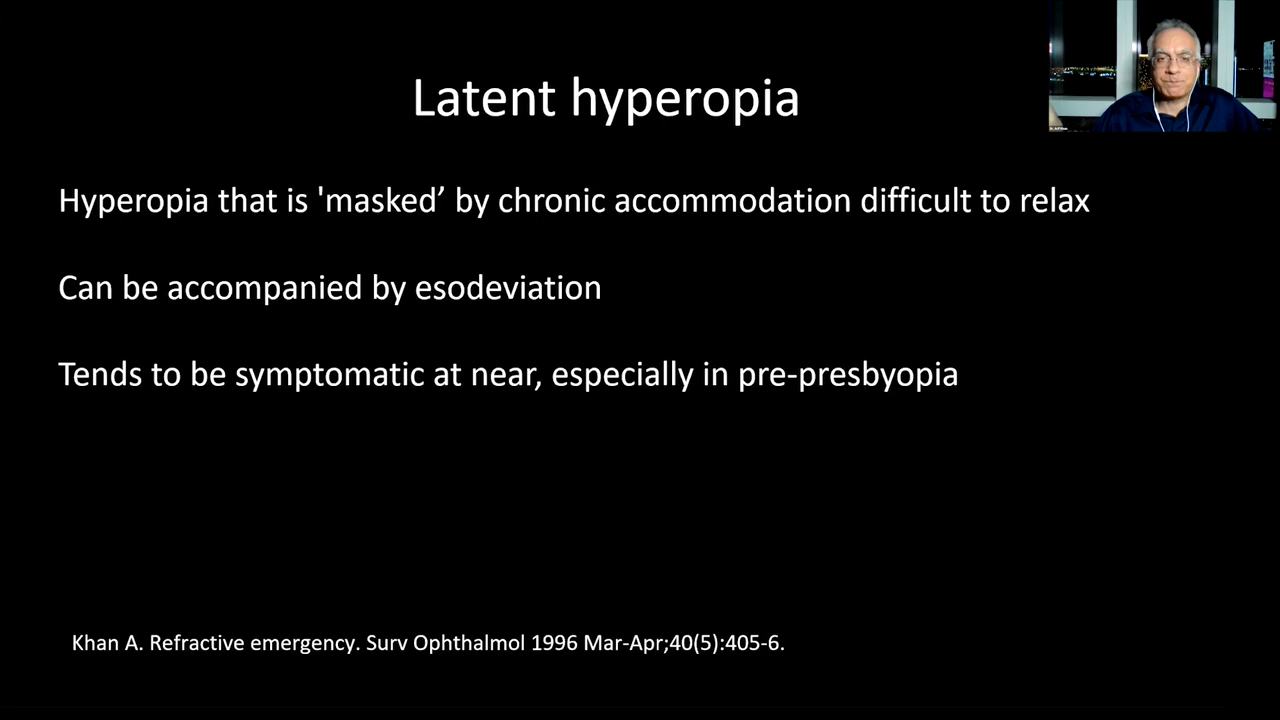 Latent hyperopia
Hyperopia that is 'masked’ by chronic accommodation difficult to relax
Can be accompanied by esodeviation
Tends to be symptomatic at near, especially in pre-presbyopia
Khan A. Refractive emergency. Surv Ophthalmol 1996 Mar-Apr;40(5):405-6.